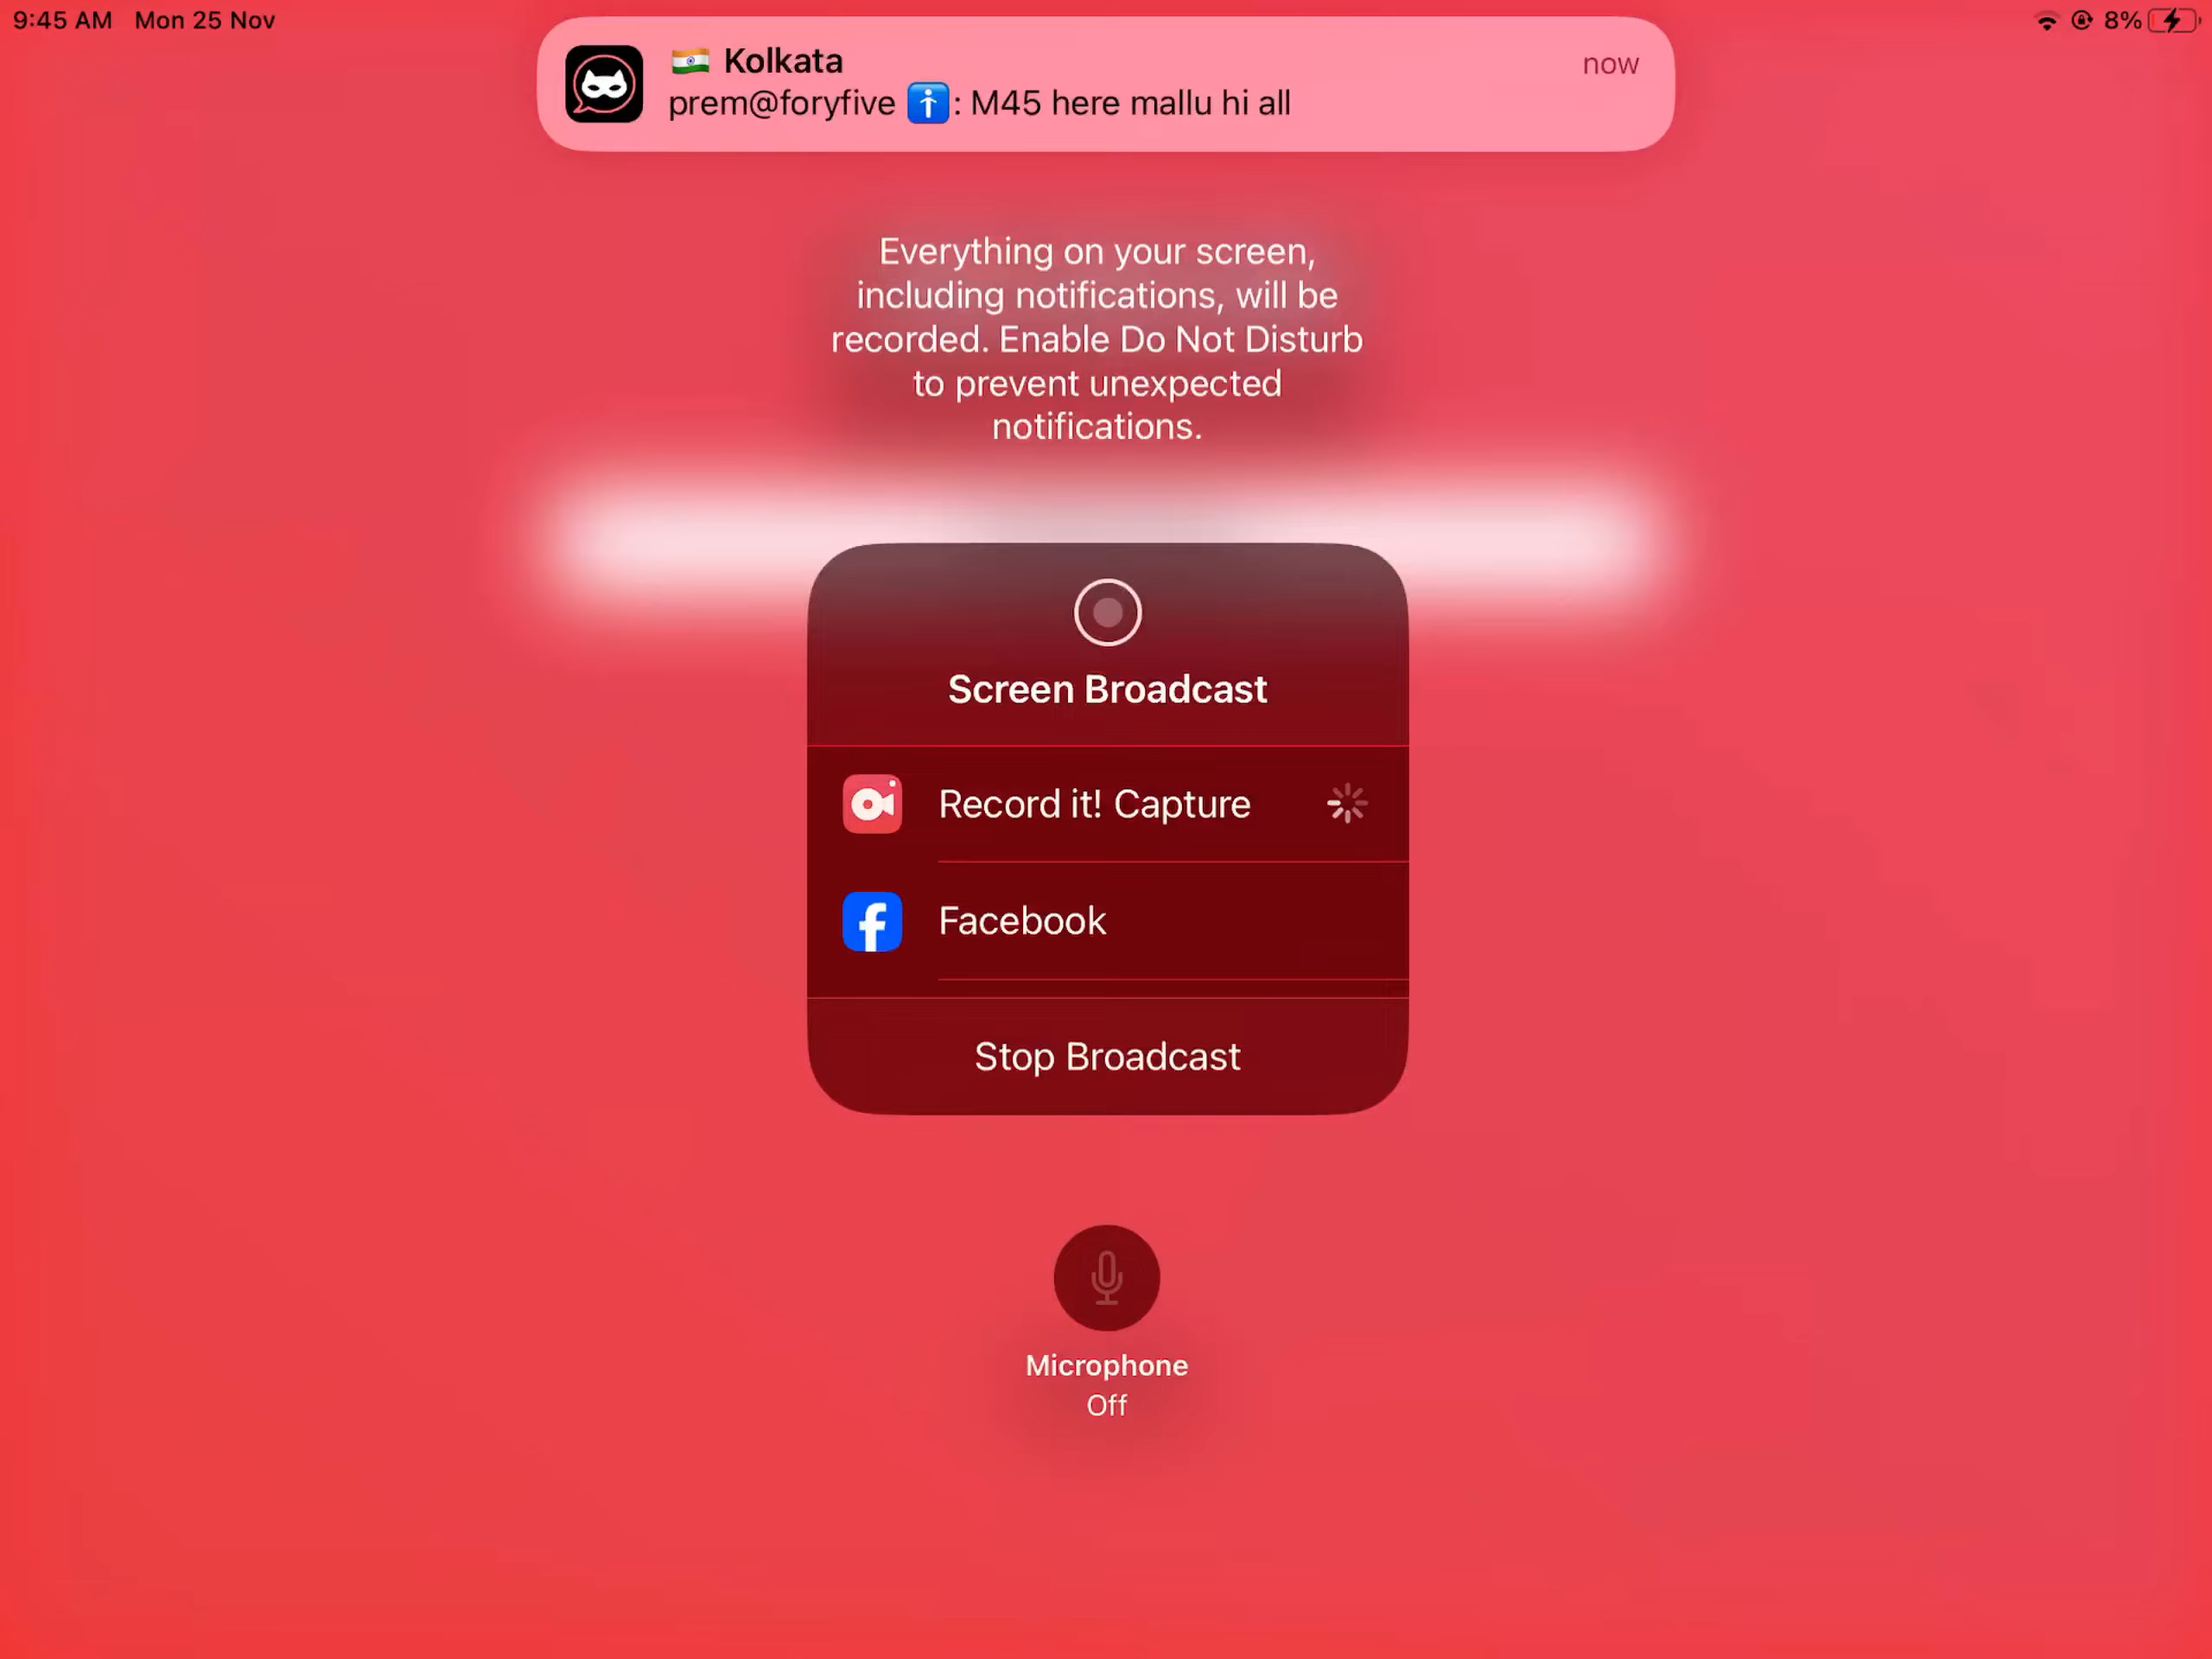 9:45 AM Mon 25 Nov
8%
🇮🇳 Kolkata
now
prem@foryfive 🚹: M45 here mallu hi all
Everything on your screen,
including notifications, will be
recorded. Enable Do Not Disturb
to prevent unexpected
notifications.
Screen Broadcast
Record it! Capture
Facebook
Stop Broadcast
Microphone
Off